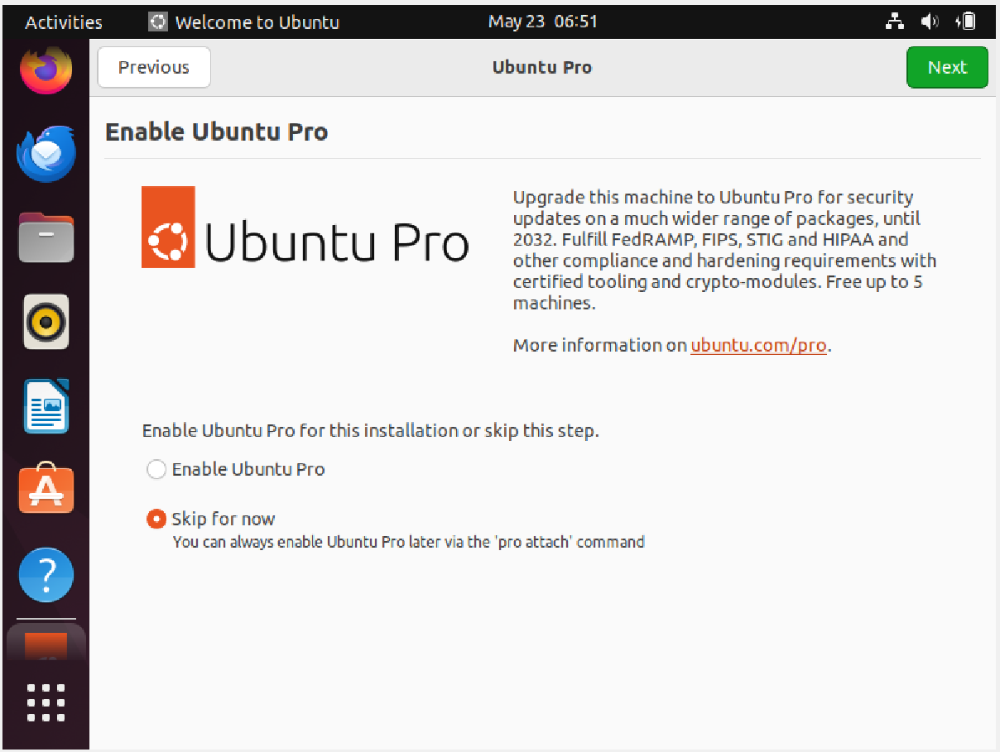 Activities
Welcome to Ubuntu
May 23 06:51
Previous
Ubuntu Pro
Next
Enable Ubuntu Pro
Ubuntu Pro
Upgrade this machine to Ubuntu Pro for security
updates on a much wider range of packages, until
2032. Fulfill FedRAMP, FIPS, STIG and HIPAA and
other compliance and hardening requirements with
certified tooling and crypto-modules. Free up to 5
machines.
More information on ubuntu.com/pro.
Enable Ubuntu Pro for this installation or skip this step.
Enable Ubuntu Pro
Skip for now
You can always enable Ubuntu Pro later via the 'pro attach' command